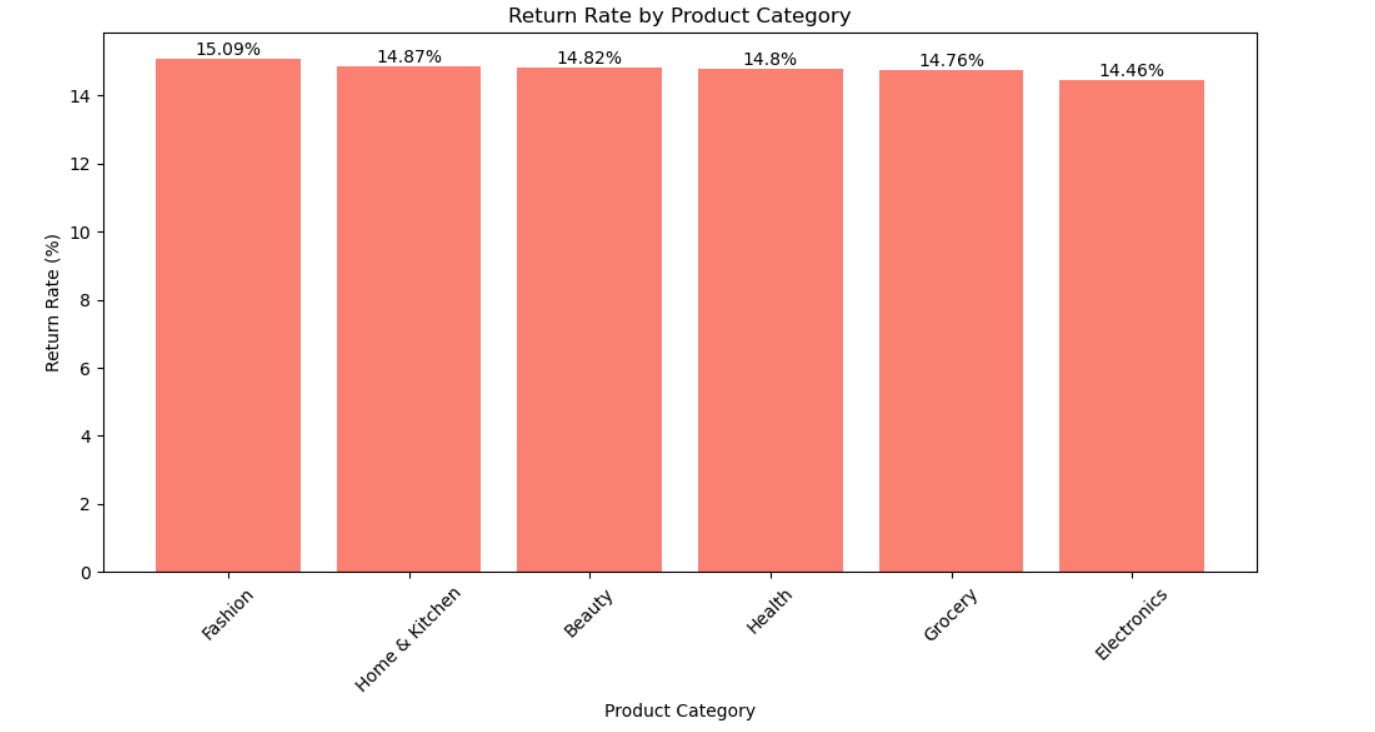 Return Rate by Product Category
15.09%
14.87%
14.82%
14.8%
14.76%
14.46%
Return Rate (%)
14
12
10
8
6
4
2
0
Fashion
Home & Kitchen
Beauty
Health
Grocery
Electronics
Product Category